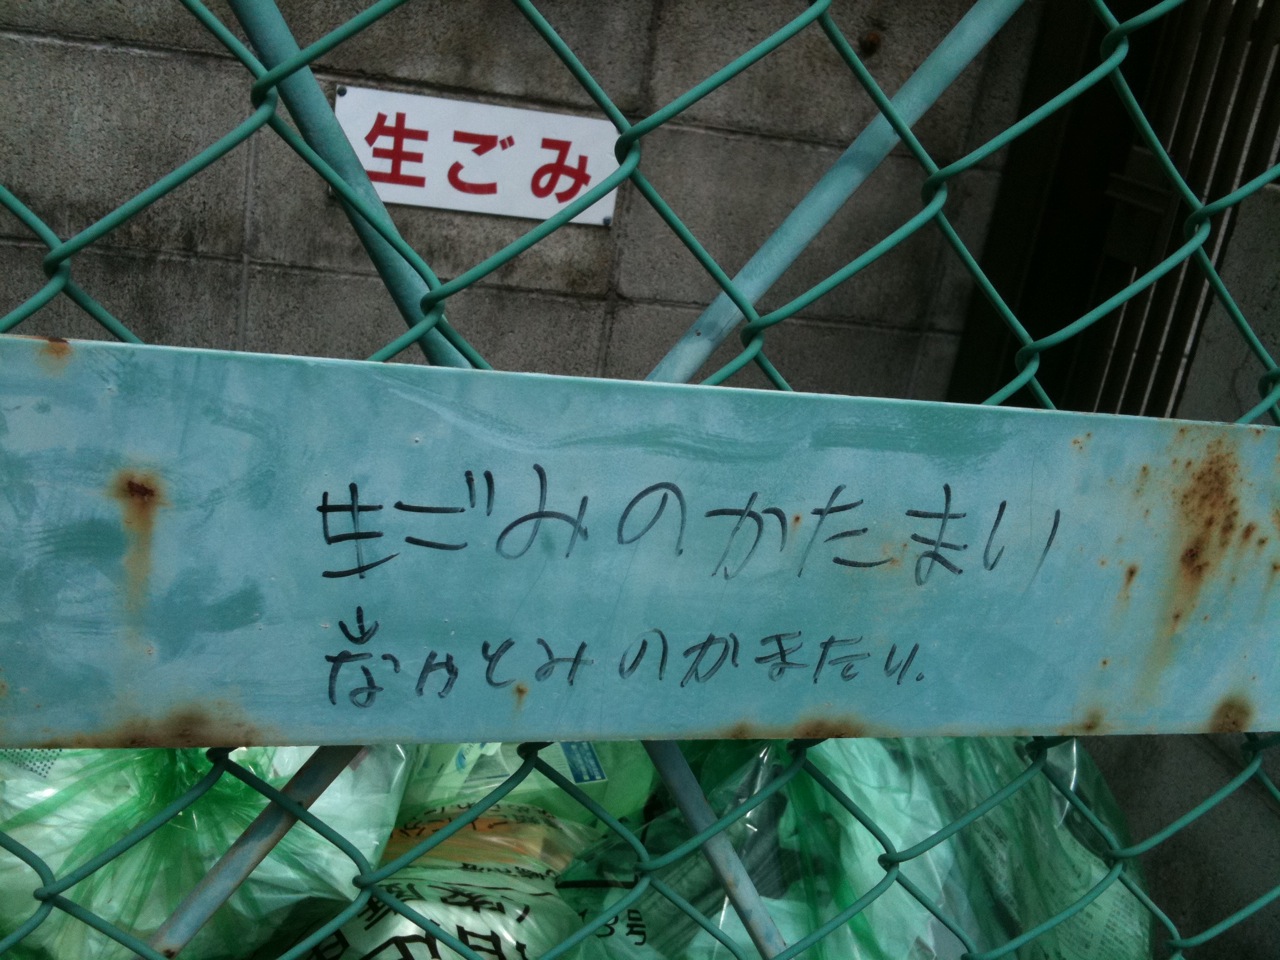 生ごみ
生ごみのかたまい
↓
なかとみのかまたり.